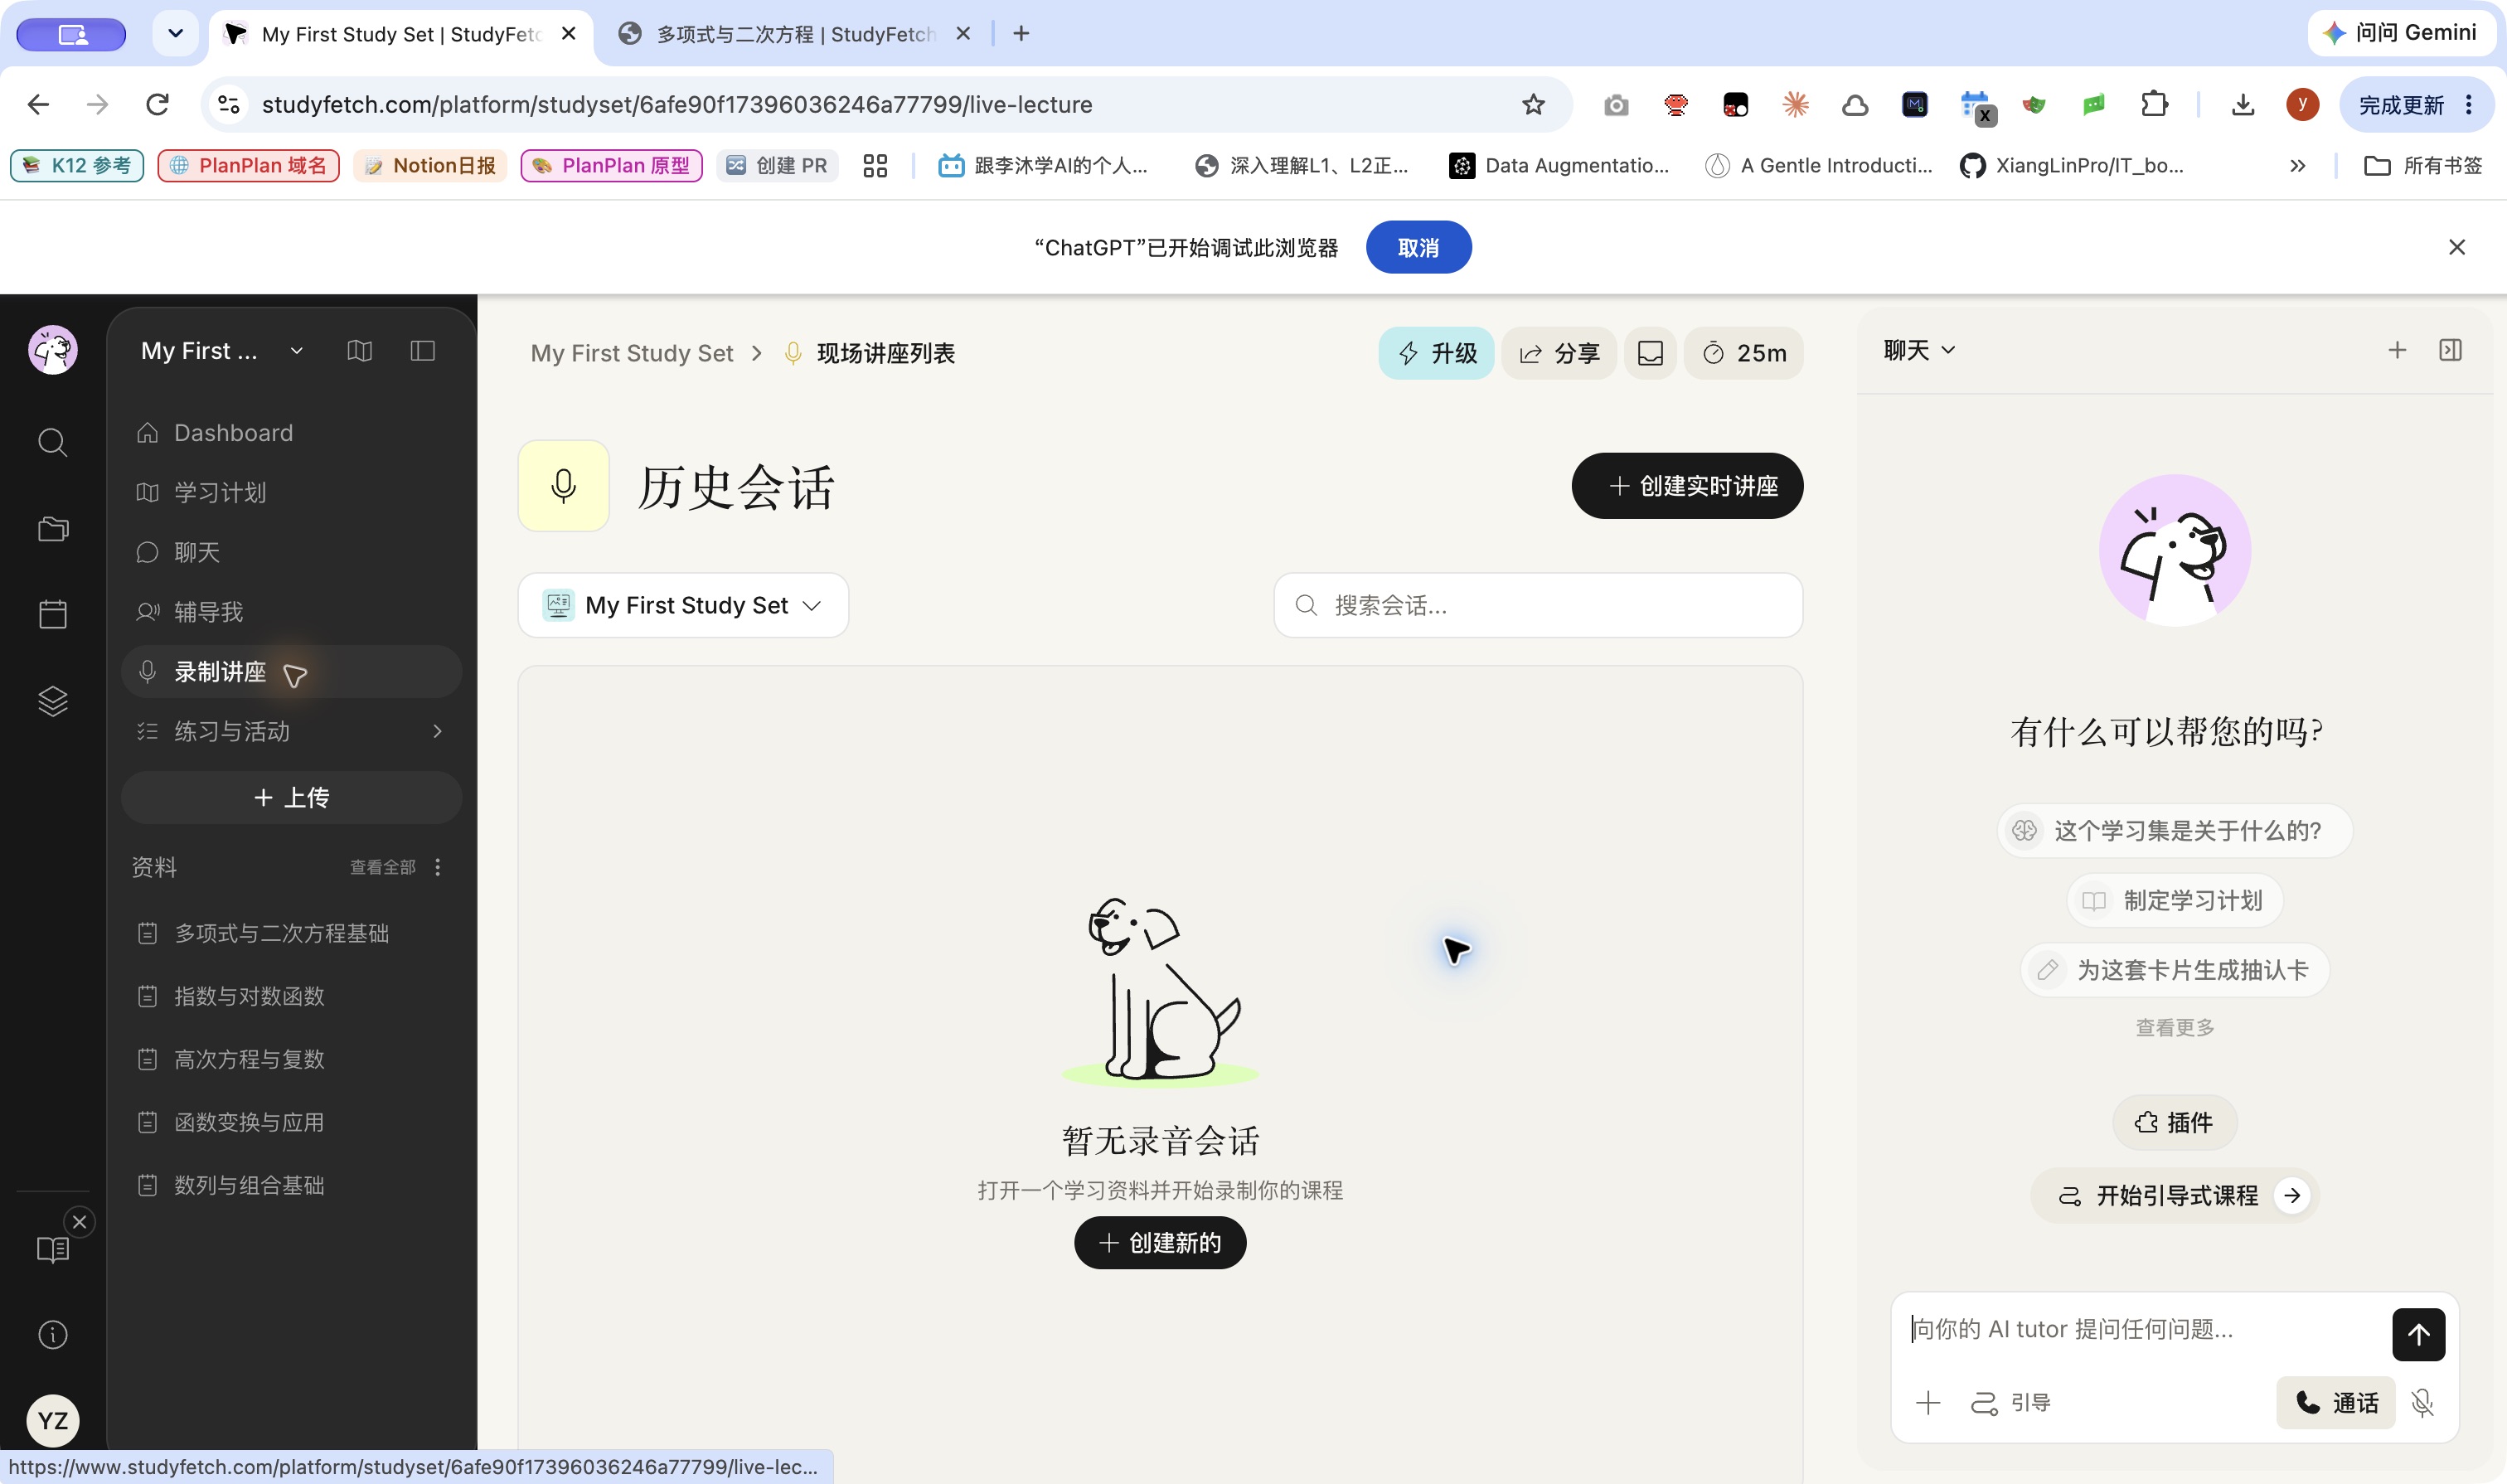 My First Study Set | StudyFetc
多项式与二次方程 | StudyFetch
问问 Gemini
studyfetch.com/platform/studyset/6afe90f17396036246a77799/live-lecture
X
y
完成更新
K12 参考
PlanPlan 域名
Notion日报
PlanPlan 原型
创建 PR
跟李沐学AI的个人...
深入理解L1、L2正...
Data Augmentatio...
A Gentle Introducti...
XiangLinPro/IT_bo...
所有书签
“ChatGPT”已开始调试此浏览器
取消
My First ...
Dashboard
学习计划
聊天
辅导我
录制讲座
练习与活动
+ 上传
资料
查看全部
多项式与二次方程基础
指数与对数函数
高次方程与复数
函数变换与应用
数列与组合基础
YZ
My First Study Set > 现场讲座列表
升级
分享
25m
历史会话
+ 创建实时讲座
My First Study Set
搜索会话...
暂无录音会话
打开一个学习资料并开始录制你的课程
+ 创建新的
聊天
有什么可以帮您的吗?
这个学习集是关于什么的?
制定学习计划
为这套卡片生成抽认卡
查看更多
插件
开始引导式课程
向你的 AI tutor 提问任何问题...
引导
通话
https://www.studyfetch.com/platform/studyset/6afe90f17396036246a77799/live-lec...